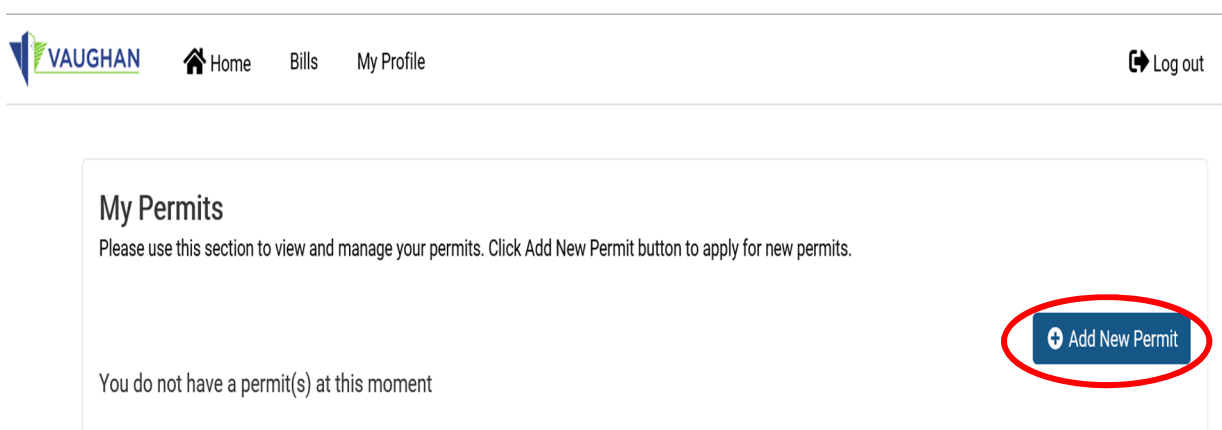 VAUGHAN Home Bills My Profile Log out
My Permits
Please use this section to view and manage your permits. Click Add New Permit button to apply for new permits.
Add New Permit
You do not have a permit(s) at this moment